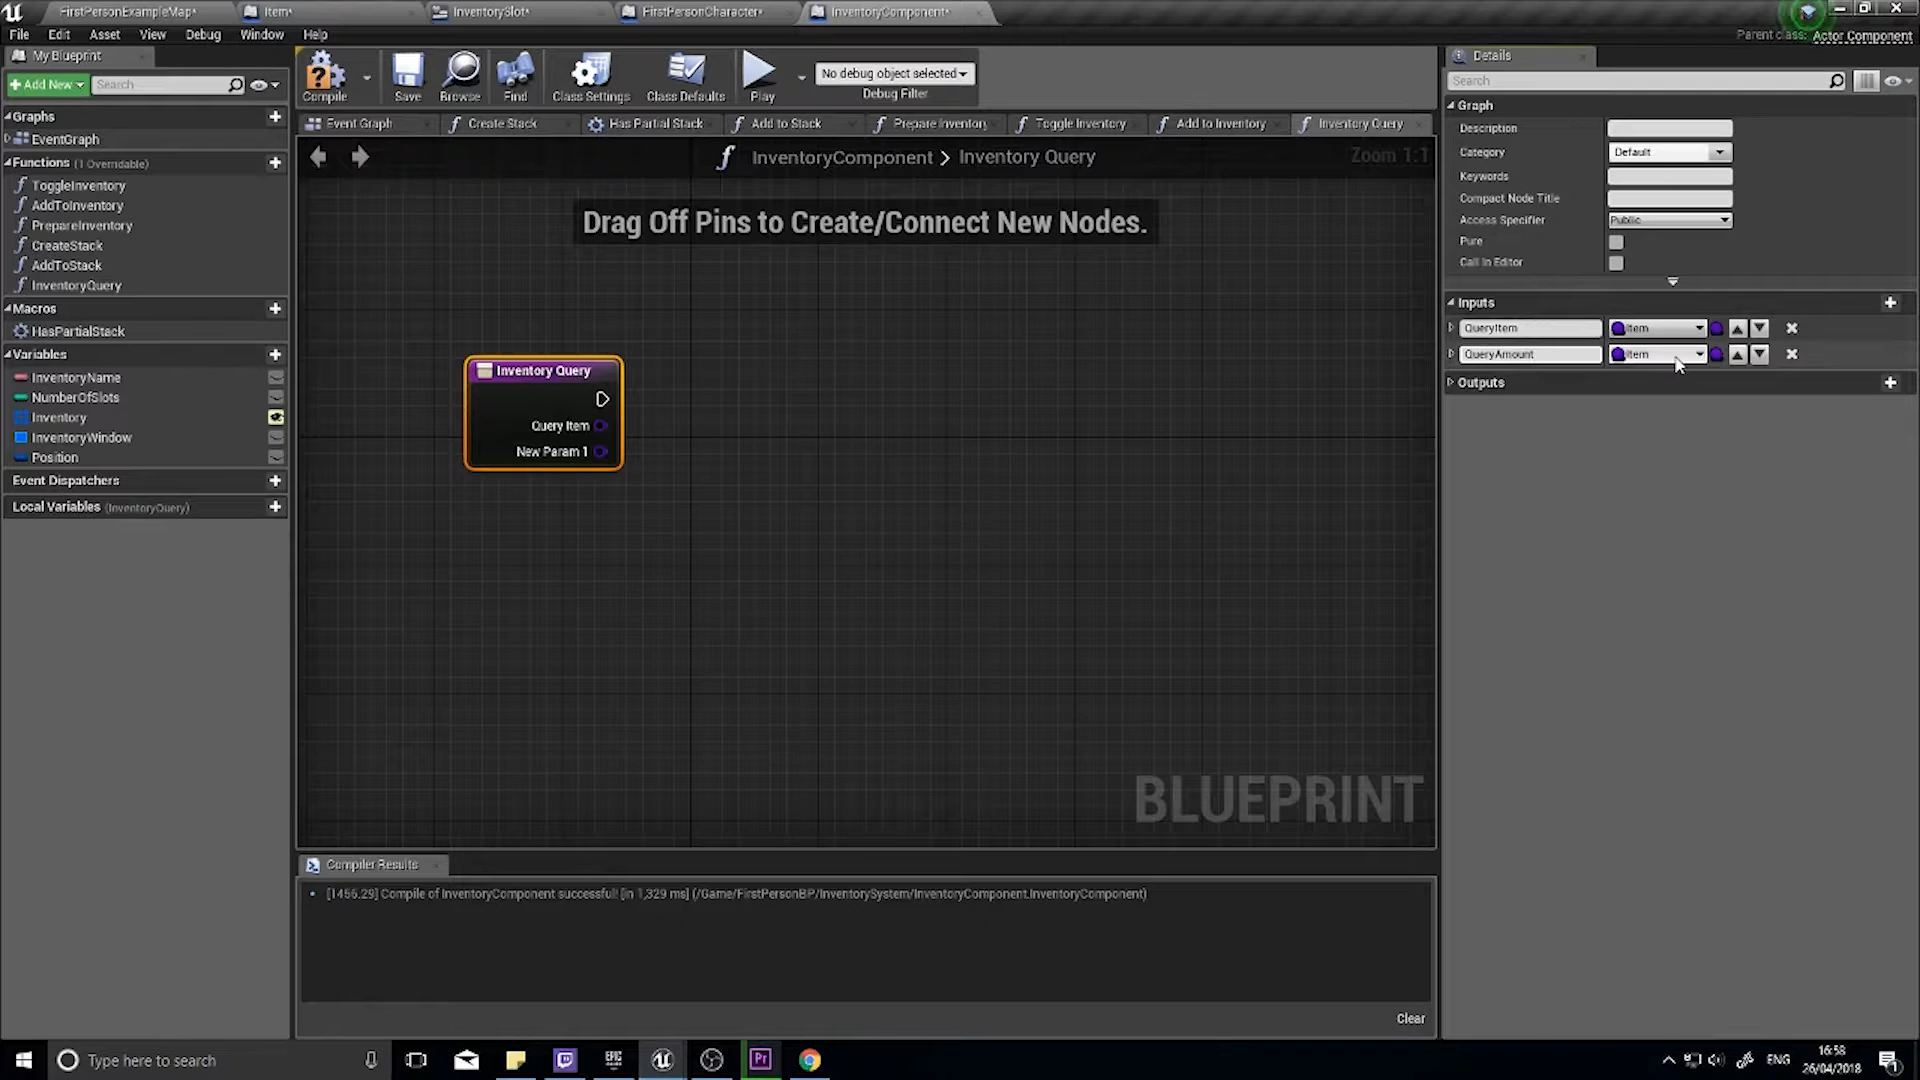 FirstPersonExampleMap*
Item*
InventorySlot*
FirstPersonCharacter*
InventoryComponent*
File Edit Asset View Debug Window Help
Parent class: Actor Component
My Blueprint
Add New
Search
Compile
Save
Browse
Find
Class Settings
Class Defaults
Play
No debug object selected
Debug Filter
Details
Search
Graphs
EventGraph
Functions (1 Overridable)
ToggleInventory
AddToInventory
PrepareInventory
CreateStack
AddToStack
InventoryQuery
Macros
HasPartialStack
Variables
InventoryName
NumberOfSlots
Inventory
InventoryWindow
Position
Event Dispatchers
Local Variables (InventoryQuery)
Event Graph
Create Stack
Has Partial Stack
Add to Stack
Prepare Inventory
Toggle Inventory
Add to Inventory
Inventory Query
InventoryComponent > Inventory Query
Zoom 1:1
Drag Off Pins to Create/Connect New Nodes.
Inventory Query
Query Item
New Param 1
BLUEPRINT
Graph
Description
Category Default
Keywords
Compact Node Title
Access Specifier Public
Pure
Call In Editor
Inputs
QueryItem Item
QueryAmount Item
Outputs
Compiler Results
[1456.29] Compile of InventoryComponent successful! [in 1,329 ms] (/Game/FirstPersonBP/InventorySystem/InventoryComponent.InventoryComponent)
Clear
Type here to search
EPIC
Pr
ENG
16:58
26/04/2018
1